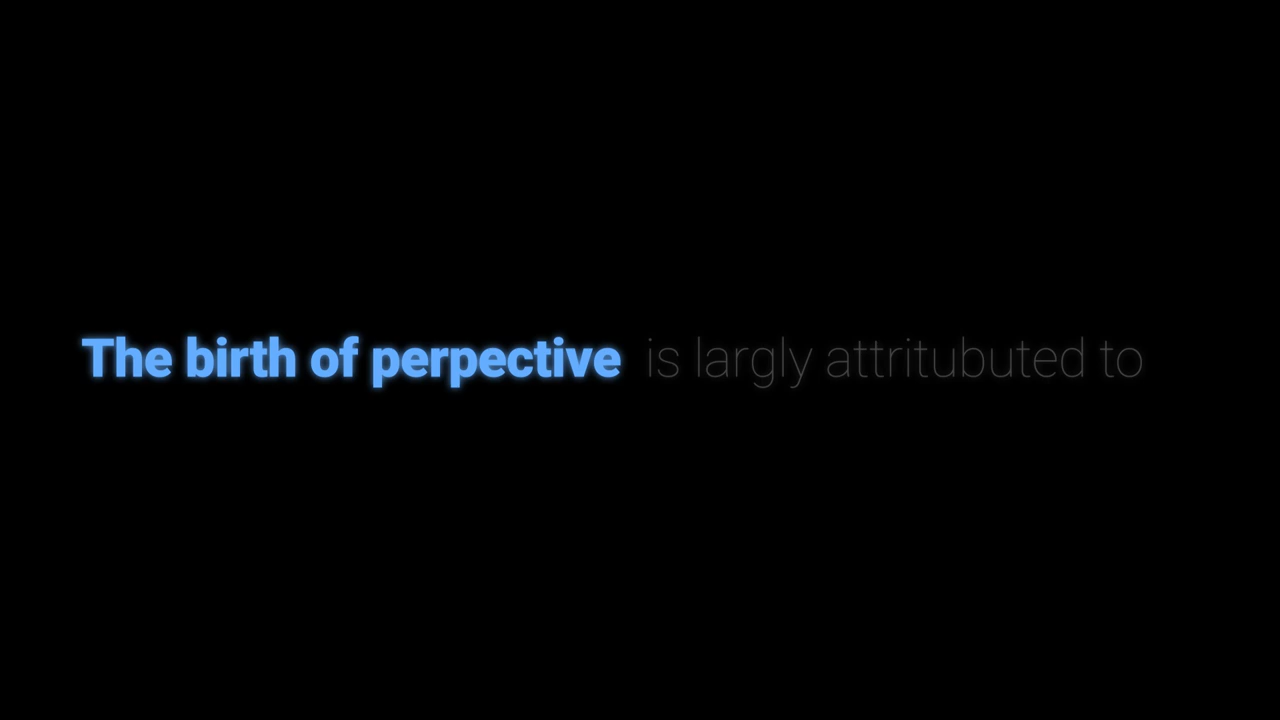 The birth of perpective is largly attritubuted to